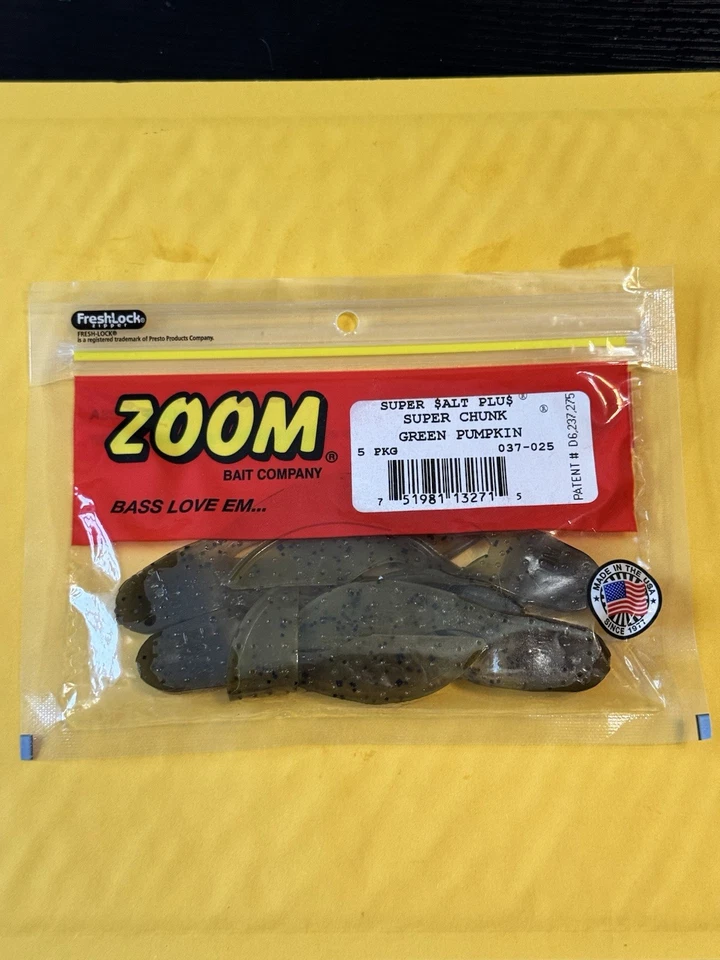 FreshLock®
zipper
FRESH-LOCK®
is a registered trademark of Presto Products Company.
ZOOM®
BAIT COMPANY
BASS LOVE EM...
SUPER $ALT PLU$®
SUPER CHUNK ®
GREEN PUMPKIN
5 PKG 037-025
7 51981 13271 5
PATENT # D6,237,275
MADE IN THE USA
SINCE 1977